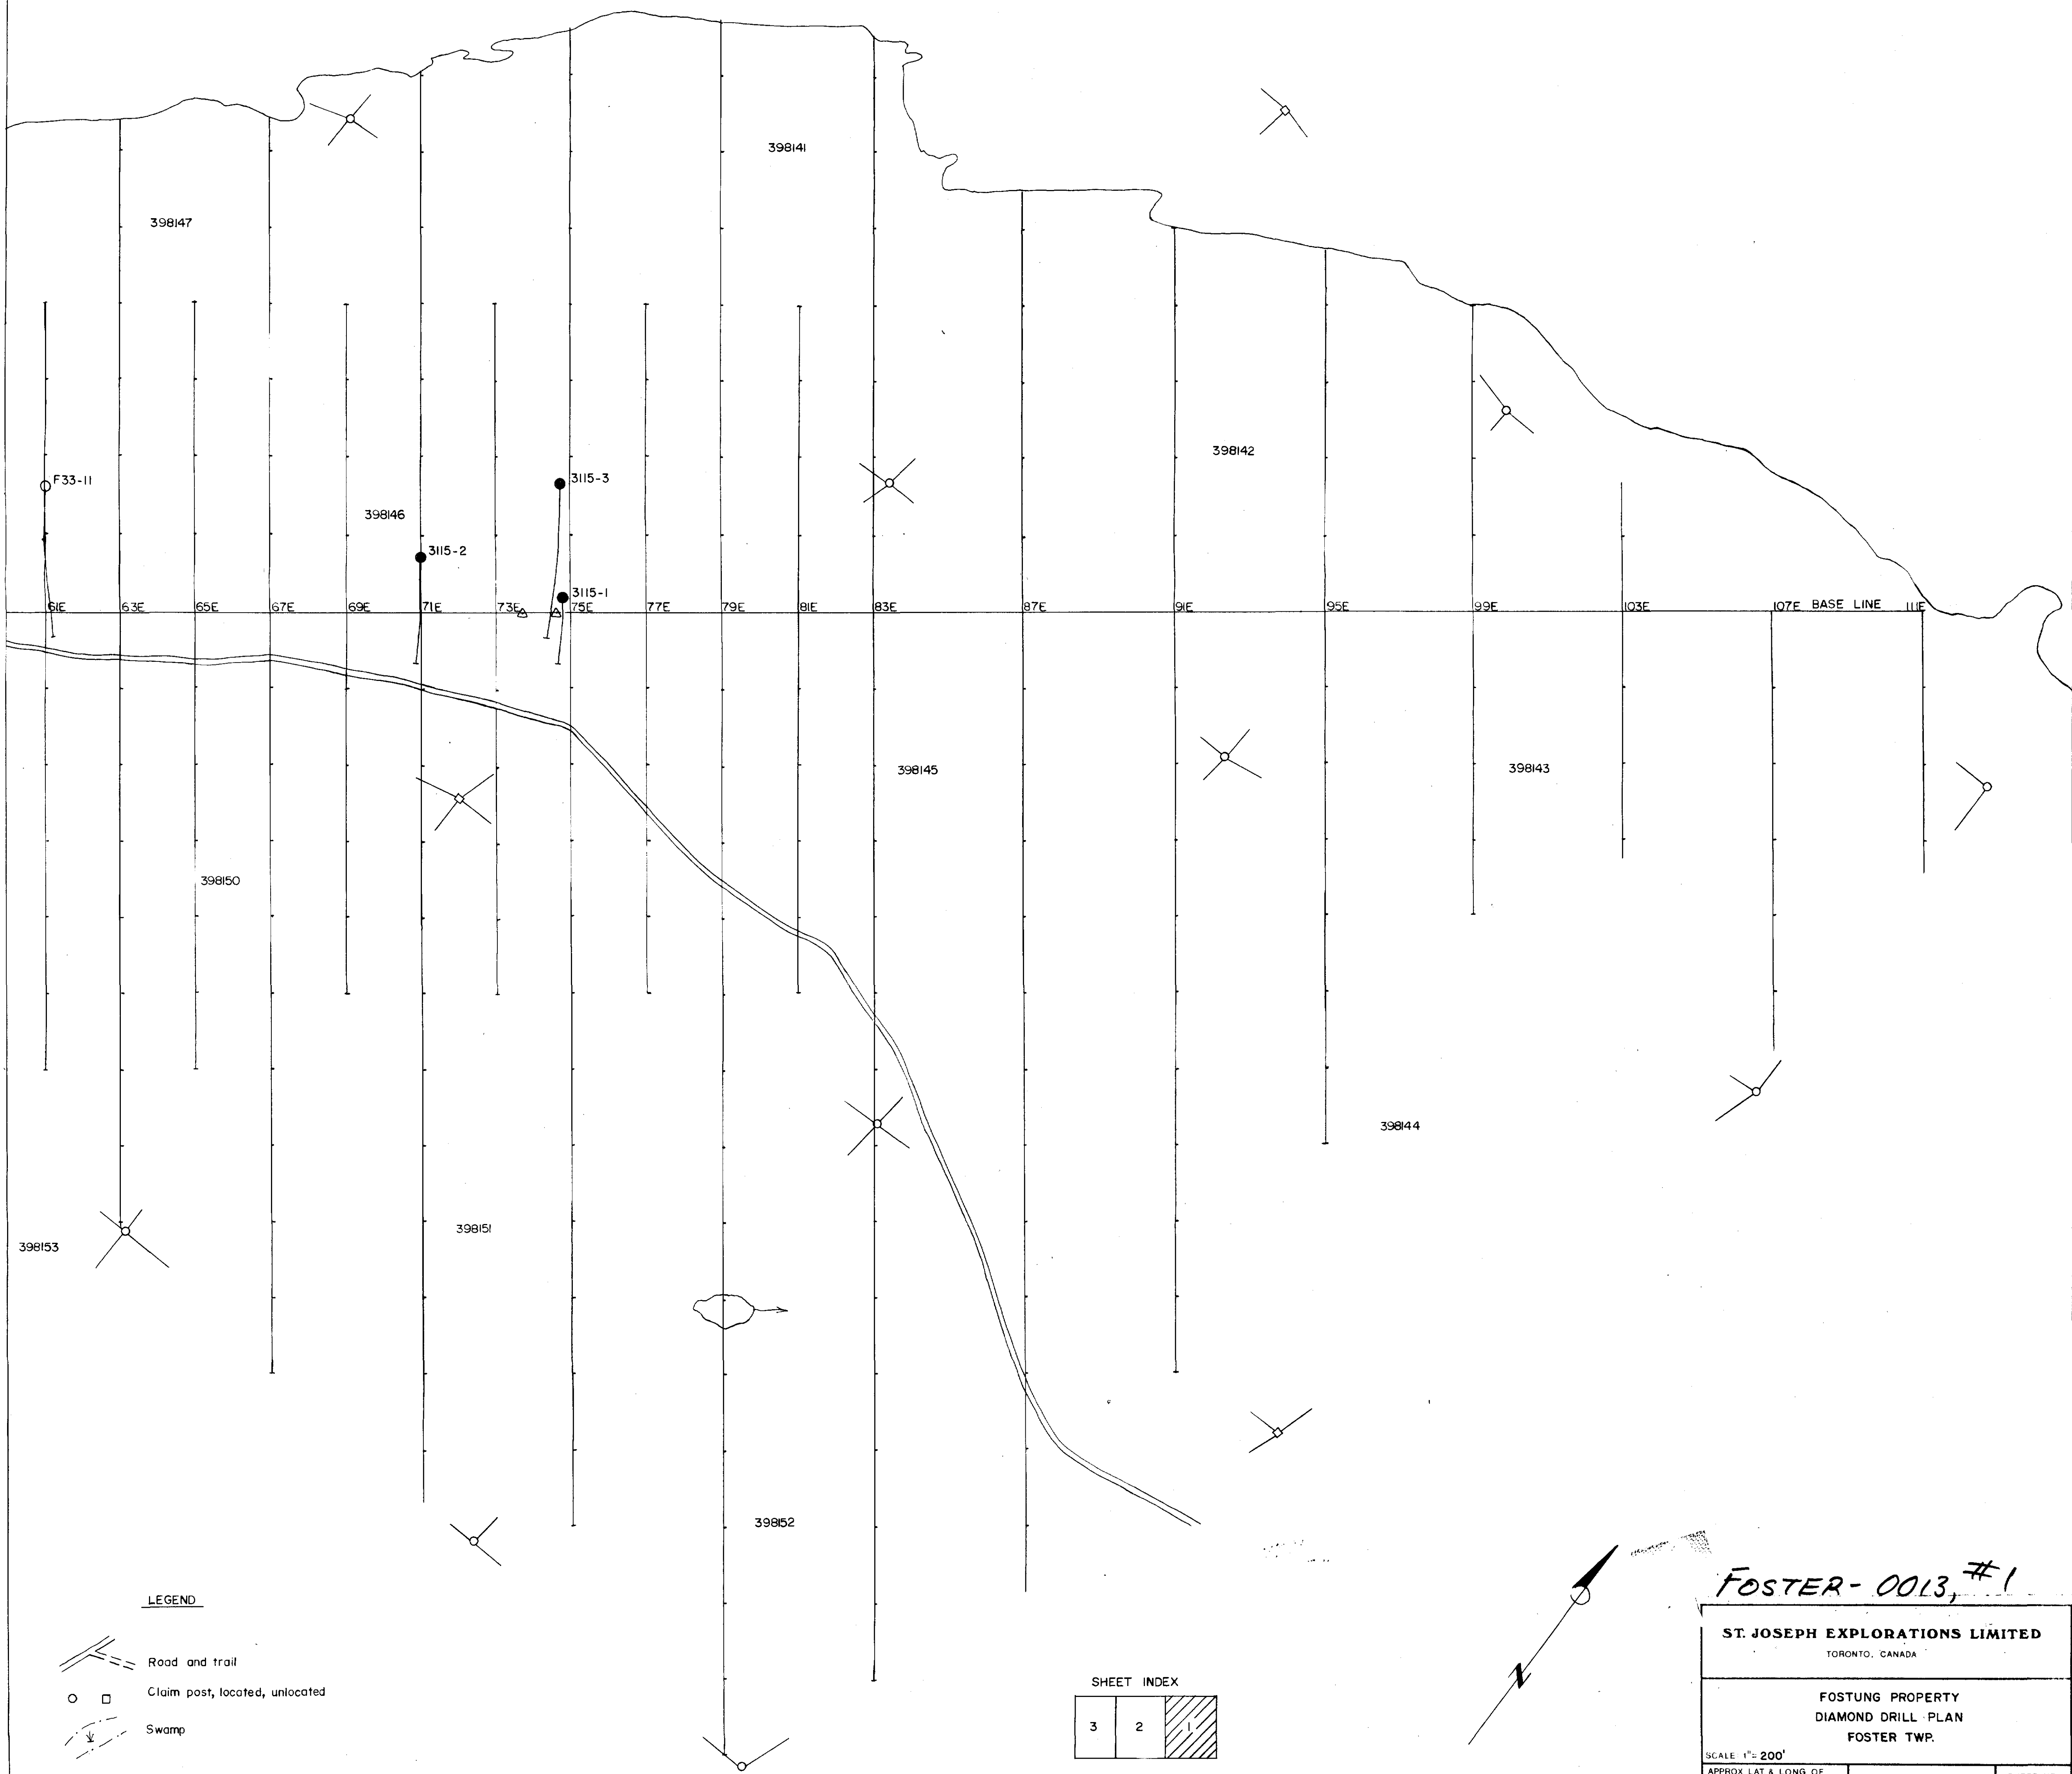 398141
398147
398142
F33-11
3115-3
398146
3115-2
3115-1
61E 63E 65E 67E 69E 71E 73E 75E 77E 79E 81E 83E 87E 91E 95E 99E 103E 107E BASE LINE 111E
398145
398143
398150
398144
398151
398153
398152
LEGEND
Road and trail
Claim post, located, unlocated
Swamp
SHEET INDEX
3 2 1
N
FOSTER-0013, #1
ST. JOSEPH EXPLORATIONS LIMITED
TORONTO, CANADA
FOSTUNG PROPERTY
DIAMOND DRILL PLAN
FOSTER TWP.
SCALE 1"= 200'
APPROX LAT & LONG OF